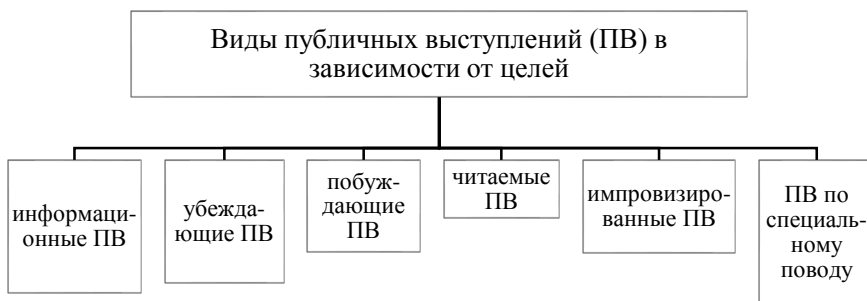 Виды публичных выступлений (ПВ) в
зависимости от целей
информаци-
онные ПВ
убежда-
ющие ПВ
побуж-
дающие
ПВ
читаемые
ПВ
импровизиро-
ванные ПВ
ПВ по
специаль-
ному
поводу